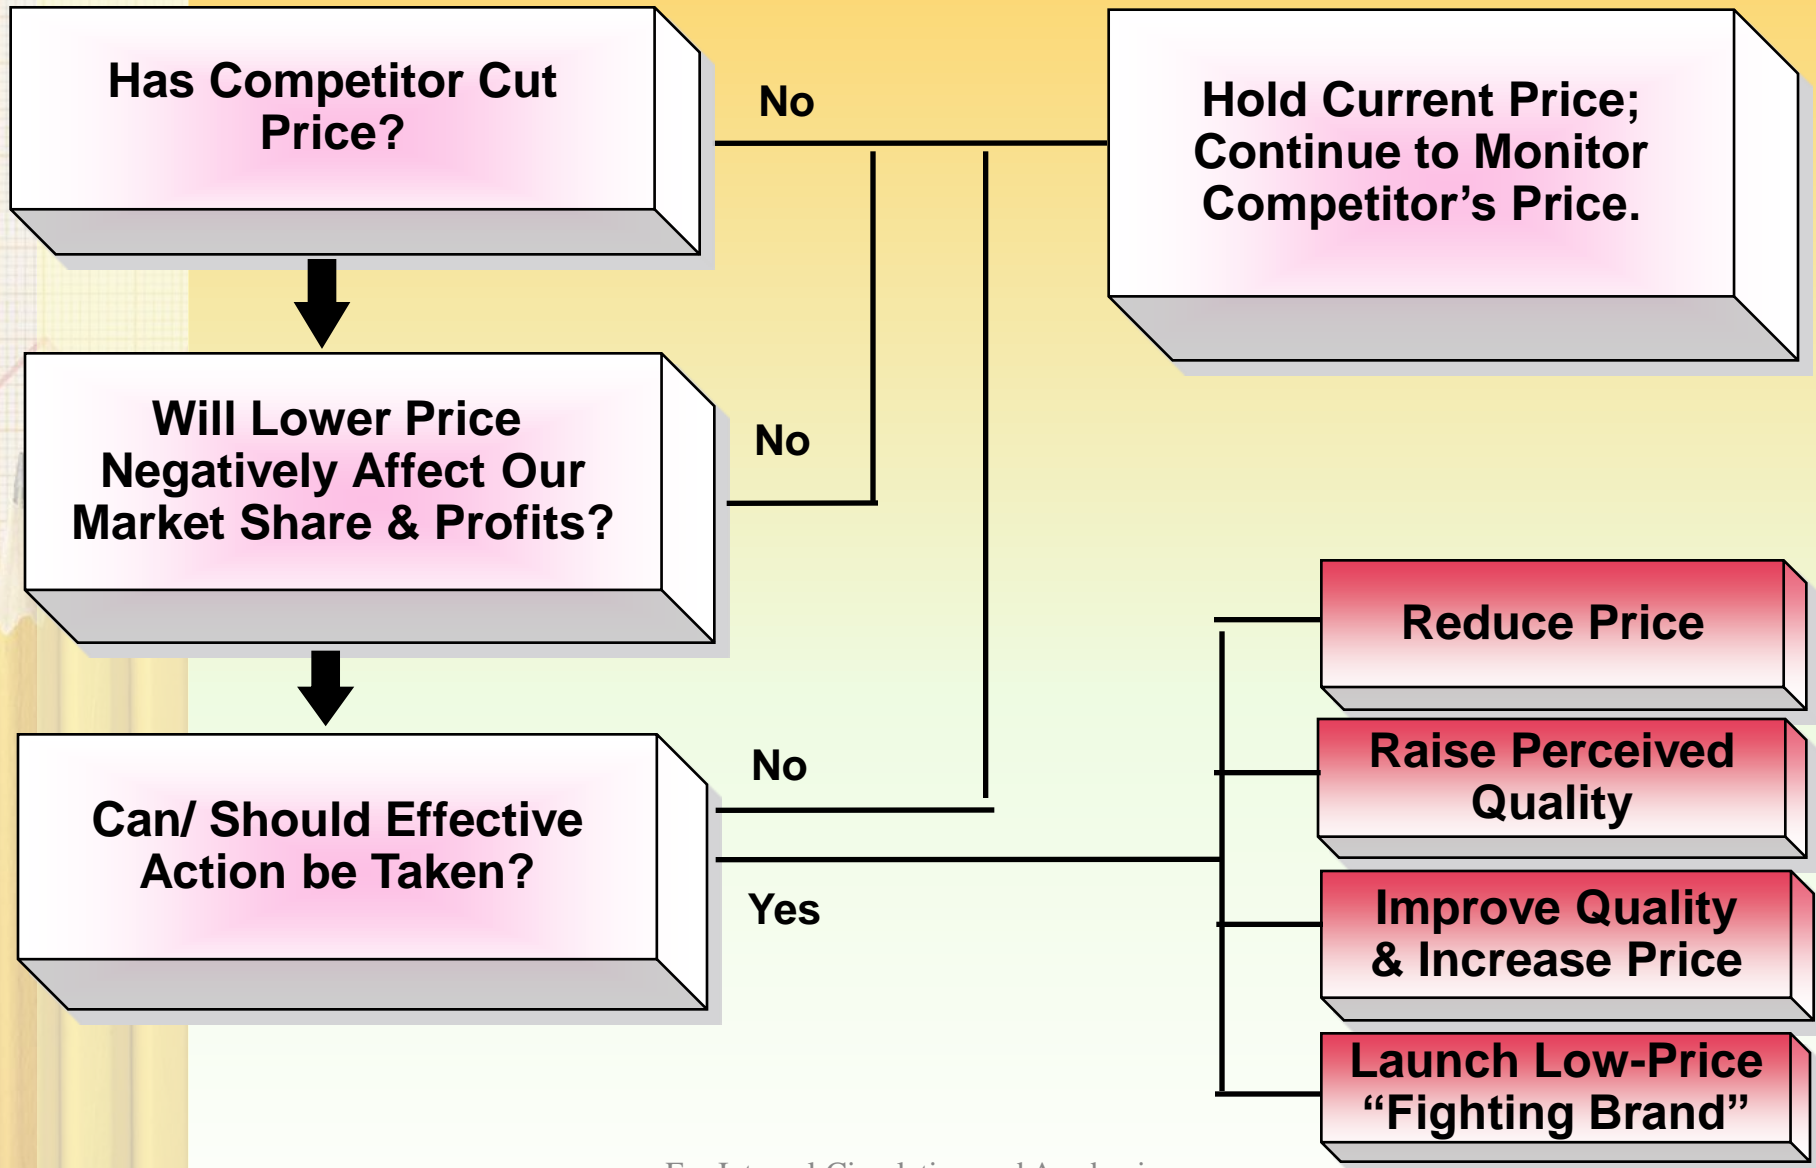 Has Competitor Cut
Price?
No
Hold Current Price;
Continue to Monitor
Competitor’s Price.
Will Lower Price
Negatively Affect Our
Market Share & Profits?
No
Reduce Price
Raise Perceived
Quality
No
Can/ Should Effective
Action be Taken?
Yes
Improve Quality
& Increase Price
Launch Low-Price
“Fighting Brand”